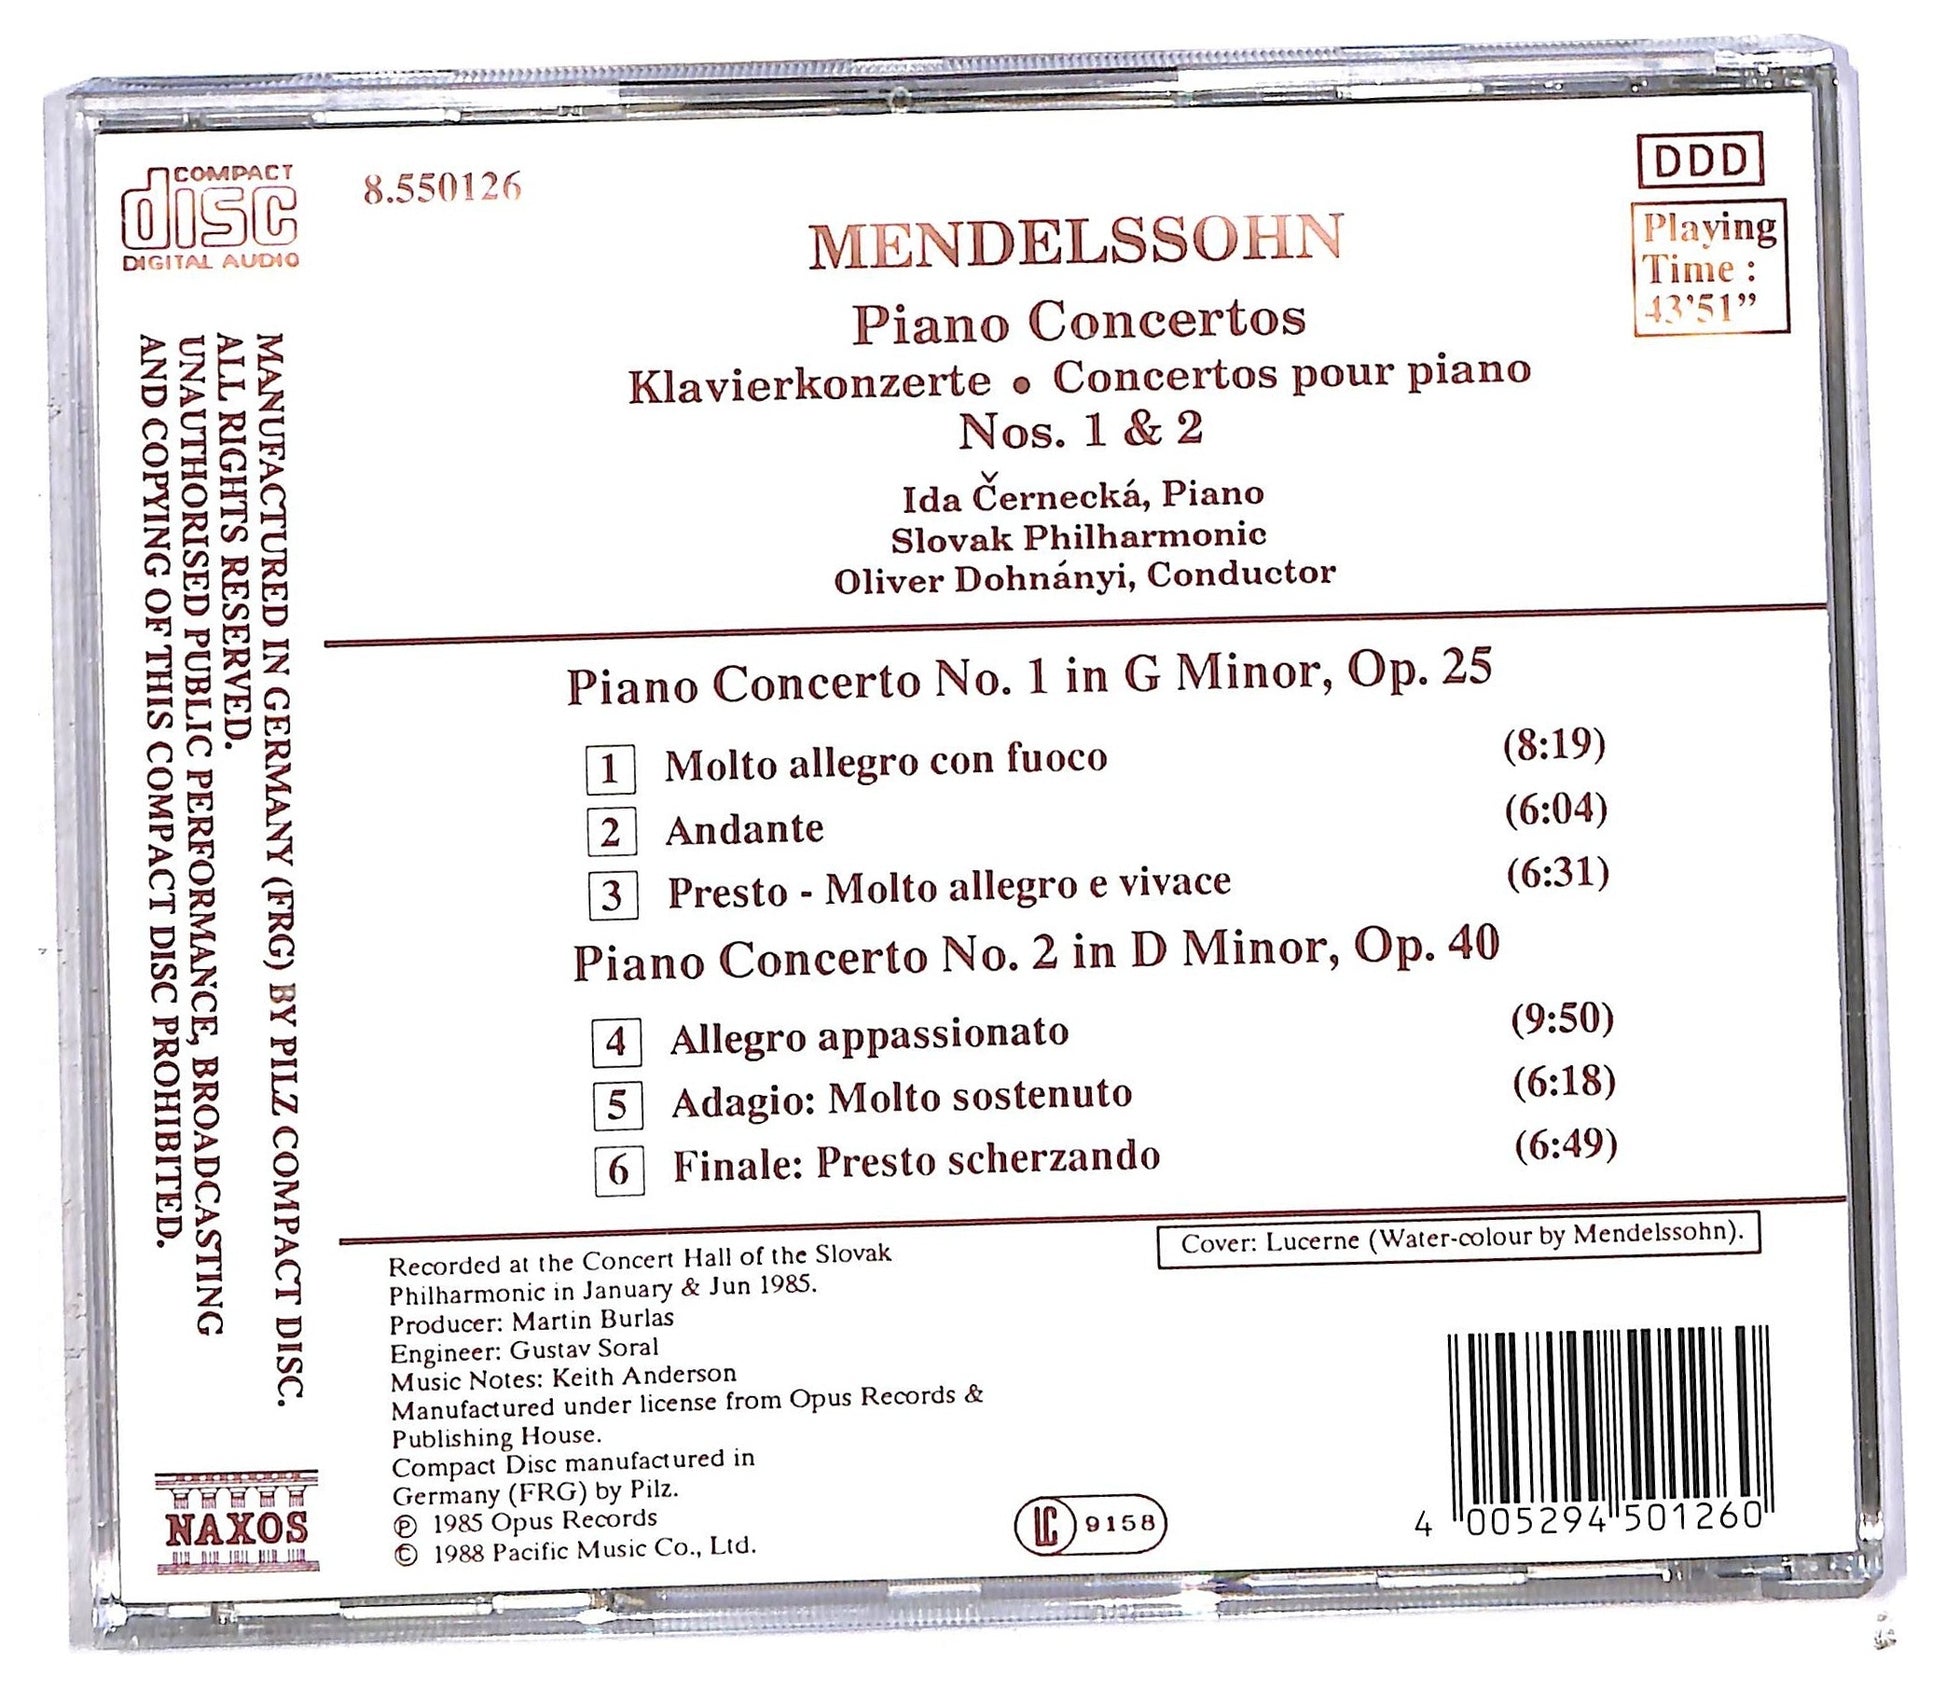 COMPACT
disc
DIGITAL AUDIO
8.550126
DDD
Playing
Time :
43'51”
MENDELSSOHN
Piano Concertos
Klavierkonzerte • Concertos pour piano
Nos. 1 & 2
Ida Černecká, Piano
Slovak Philharmonic
Oliver Dohnányi, Conductor
Piano Concerto No. 1 in G Minor, Op. 25
1 Molto allegro con fuoco (8:19)
2 Andante (6:04)
3 Presto - Molto allegro e vivace (6:31)
Piano Concerto No. 2 in D Minor, Op. 40
4 Allegro appassionato (9:50)
5 Adagio: Molto sostenuto (6:18)
6 Finale: Presto scherzando (6:49)
MANUFACTURED IN GERMANY (FRG) BY PILZ COMPACT DISC.
ALL RIGHTS RESERVED.
UNAUTHORISED PUBLIC PERFORMANCE, BROADCASTING
AND COPYING OF THIS COMPACT DISC PROHIBITED.
Cover: Lucerne (Water-colour by Mendelssohn).
Recorded at the Concert Hall of the Slovak
Philharmonic in January & Jun 1985.
Producer: Martin Burlas
Engineer: Gustav Soral
Music Notes: Keith Anderson
Manufactured under license from Opus Records &
Publishing House.
Compact Disc manufactured in
Germany (FRG) by Pilz.
℗ 1985 Opus Records
© 1988 Pacific Music Co., Ltd.
NAXOS
LC 9158
4 005294 501260